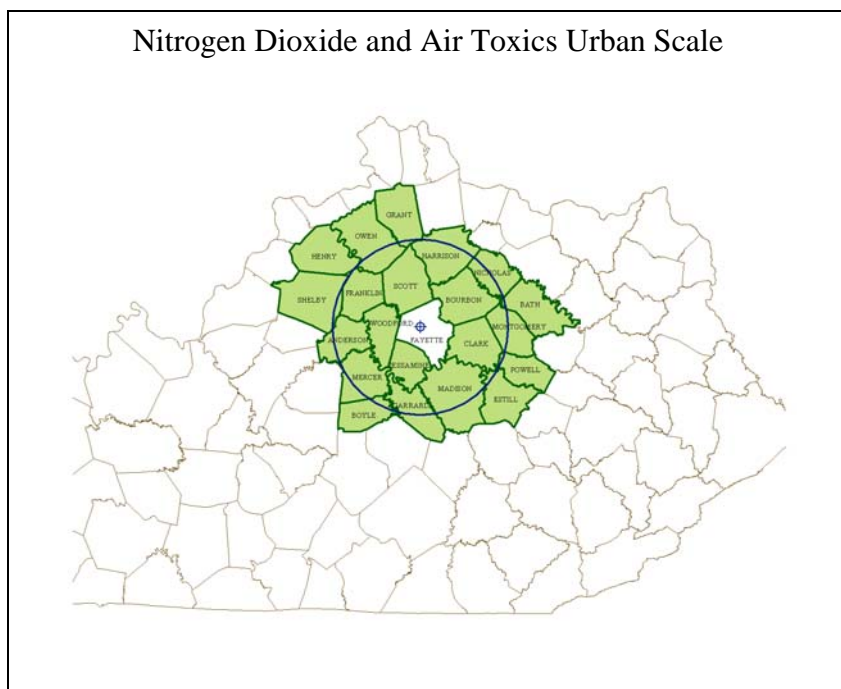 Nitrogen Dioxide and Air Toxics Urban Scale
GRANT
OWEN
HENRY
HARRISON
NICHOLAS
SCOTT
FRANKLIN
SHELBY
BOURBON
BATH
WOODFORD
MONTGOMERY
ANDERSON
FAYETTE
CLARK
ESSAMINE
POWELL
MERCER
MADISON
ESTILL
GARRARD
BOYLE